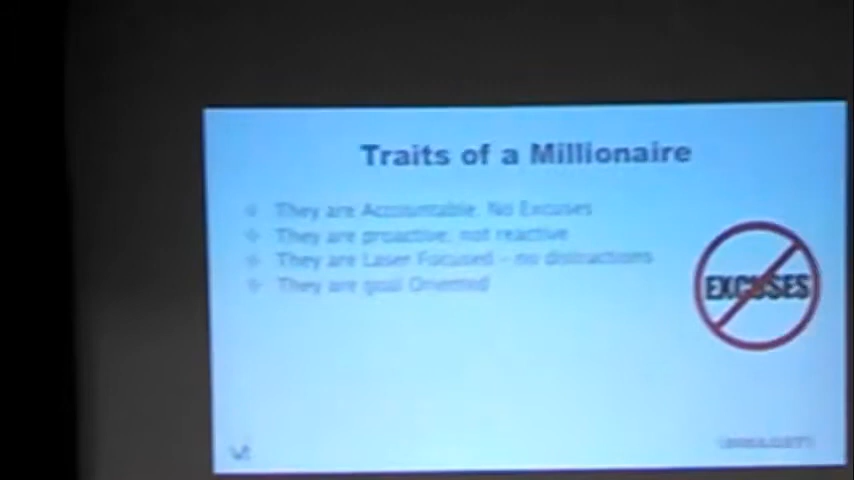 Traits of a Millionaire
They are Accountable, No Excuses
They are proactive, not reactive
They are Laser Focused - no distractions
They are goal Oriented
EXCUSES